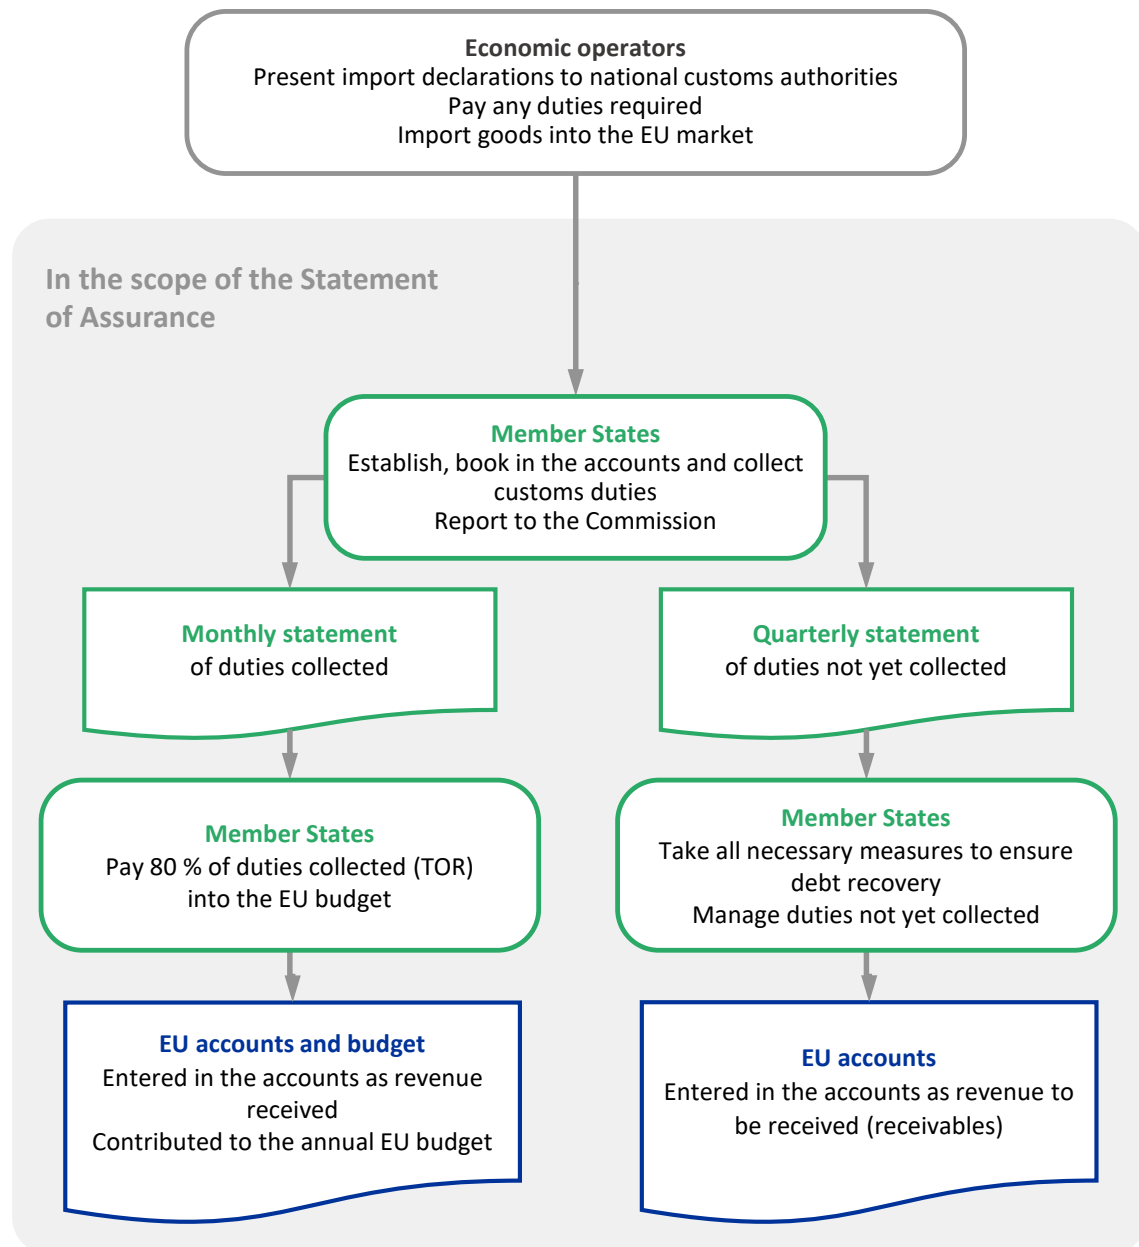 Economic operators
Present import declarations to national customs authorities
Pay any duties required
Import goods into the EU market
In the scope of the Statement
of Assurance
Member States
Establish, book in the accounts and collect
customs duties
Report to the Commission
Monthly statement
of duties collected
Quarterly statement
of duties not yet collected
Member States
Pay 80 % of duties collected (TOR)
into the EU budget
Member States
Take all necessary measures to ensure
debt recovery
Manage duties not yet collected
EU accounts and budget
Entered in the accounts as revenue
received
Contributed to the annual EU budget
EU accounts
Entered in the accounts as revenue to
be received (receivables)